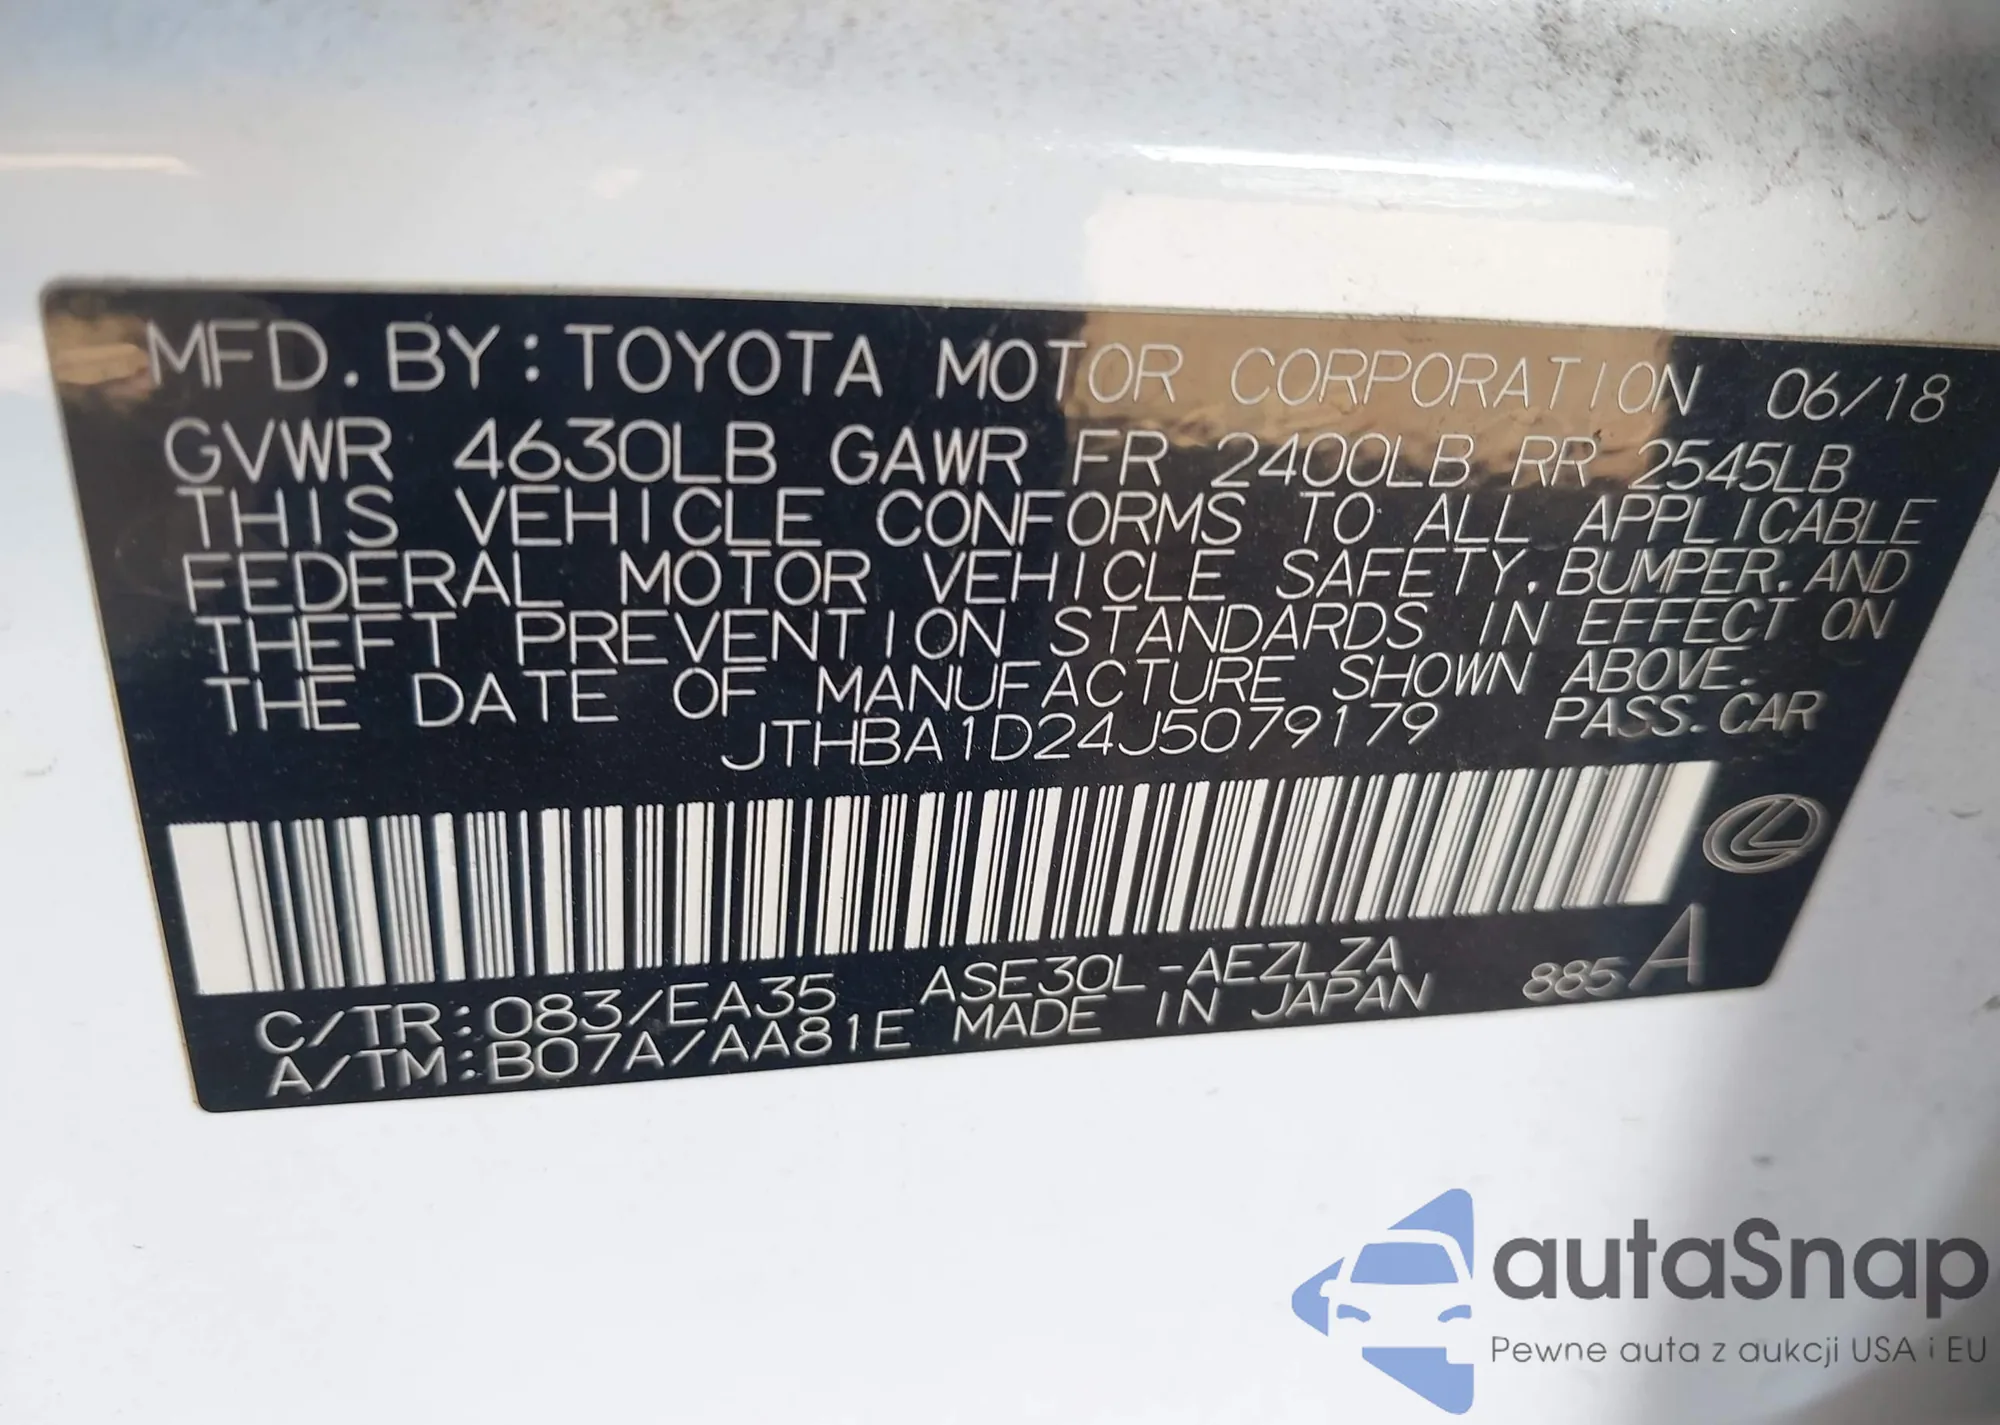 MFD. BY: TOYOTA MOTOR CORPORATION 06/18
GVWR 4630LB GAWR FR 2400LB RR 2545LB
THIS VEHICLE CONFORMS TO ALL APPLICABLE
FEDERAL MOTOR VEHICLE SAFETY, BUMPER, AND
THEFT PREVENTION STANDARDS IN EFFECT ON
THE DATE OF MANUFACTURE SHOWN ABOVE.
JTHBA1D24J5079179 PASS. CAR
C/TR: 083/EA35 ASE30L-AEZLZA 885 A
A/TM: B07A/AA81E MADE IN JAPAN
autaSnap
Pewne auta z aukcji USA i EU